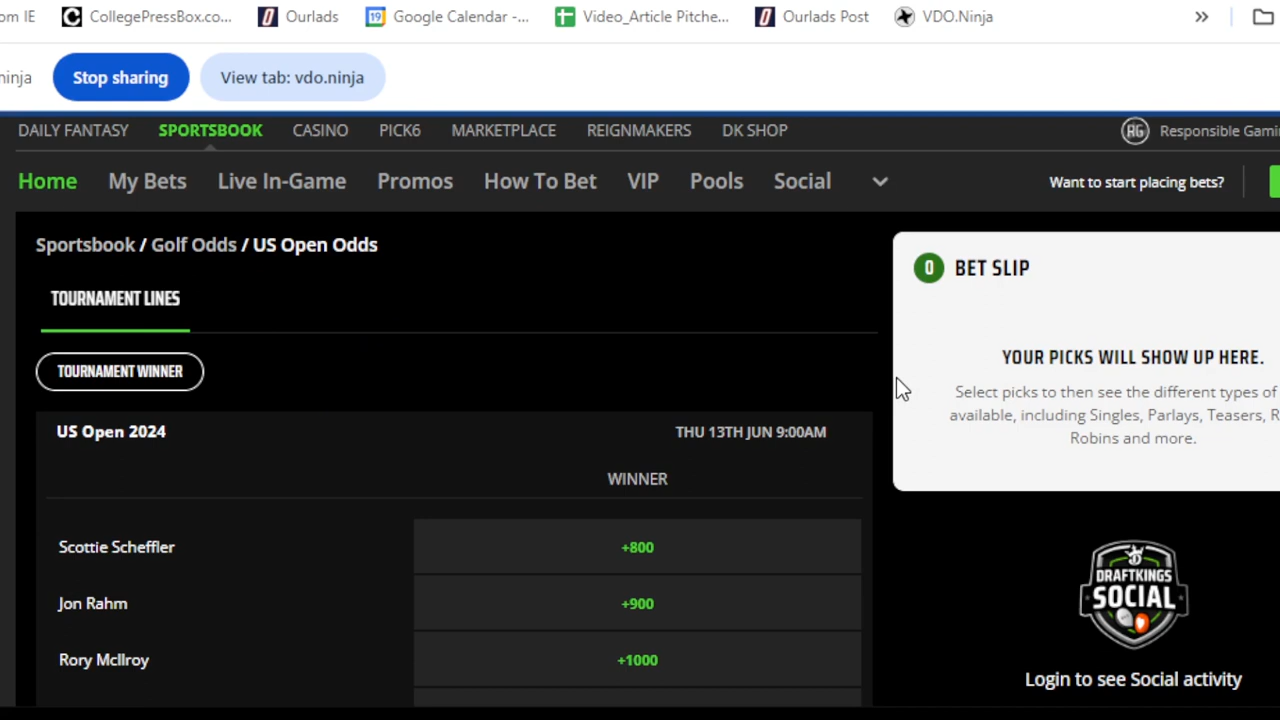 om IE CollegePressBox.co... Ourlads Google Calendar -... Video_Article Pitche... Ourlads Post VDO.Ninja »
ninja Stop sharing View tab: vdo.ninja
DAILY FANTASY SPORTSBOOK CASINO PICK6 MARKETPLACE REIGNMAKERS DK SHOP RG Responsible Gami
Home My Bets Live In-Game Promos How To Bet VIP Pools Social Want to start placing bets?
Sportsbook / Golf Odds / US Open Odds
0 BET SLIP
TOURNAMENT LINES
YOUR PICKS WILL SHOW UP HERE.
TOURNAMENT WINNER
Select picks to then see the different types of
available, including Singles, Parlays, Teasers, R
Robins and more.
US Open 2024 THU 13TH JUN 9:00AM
WINNER
Scottie Scheffler +800
Jon Rahm +900
Rory McIlroy +1000
DRAFTKINGS
SOCIAL
Login to see Social activity